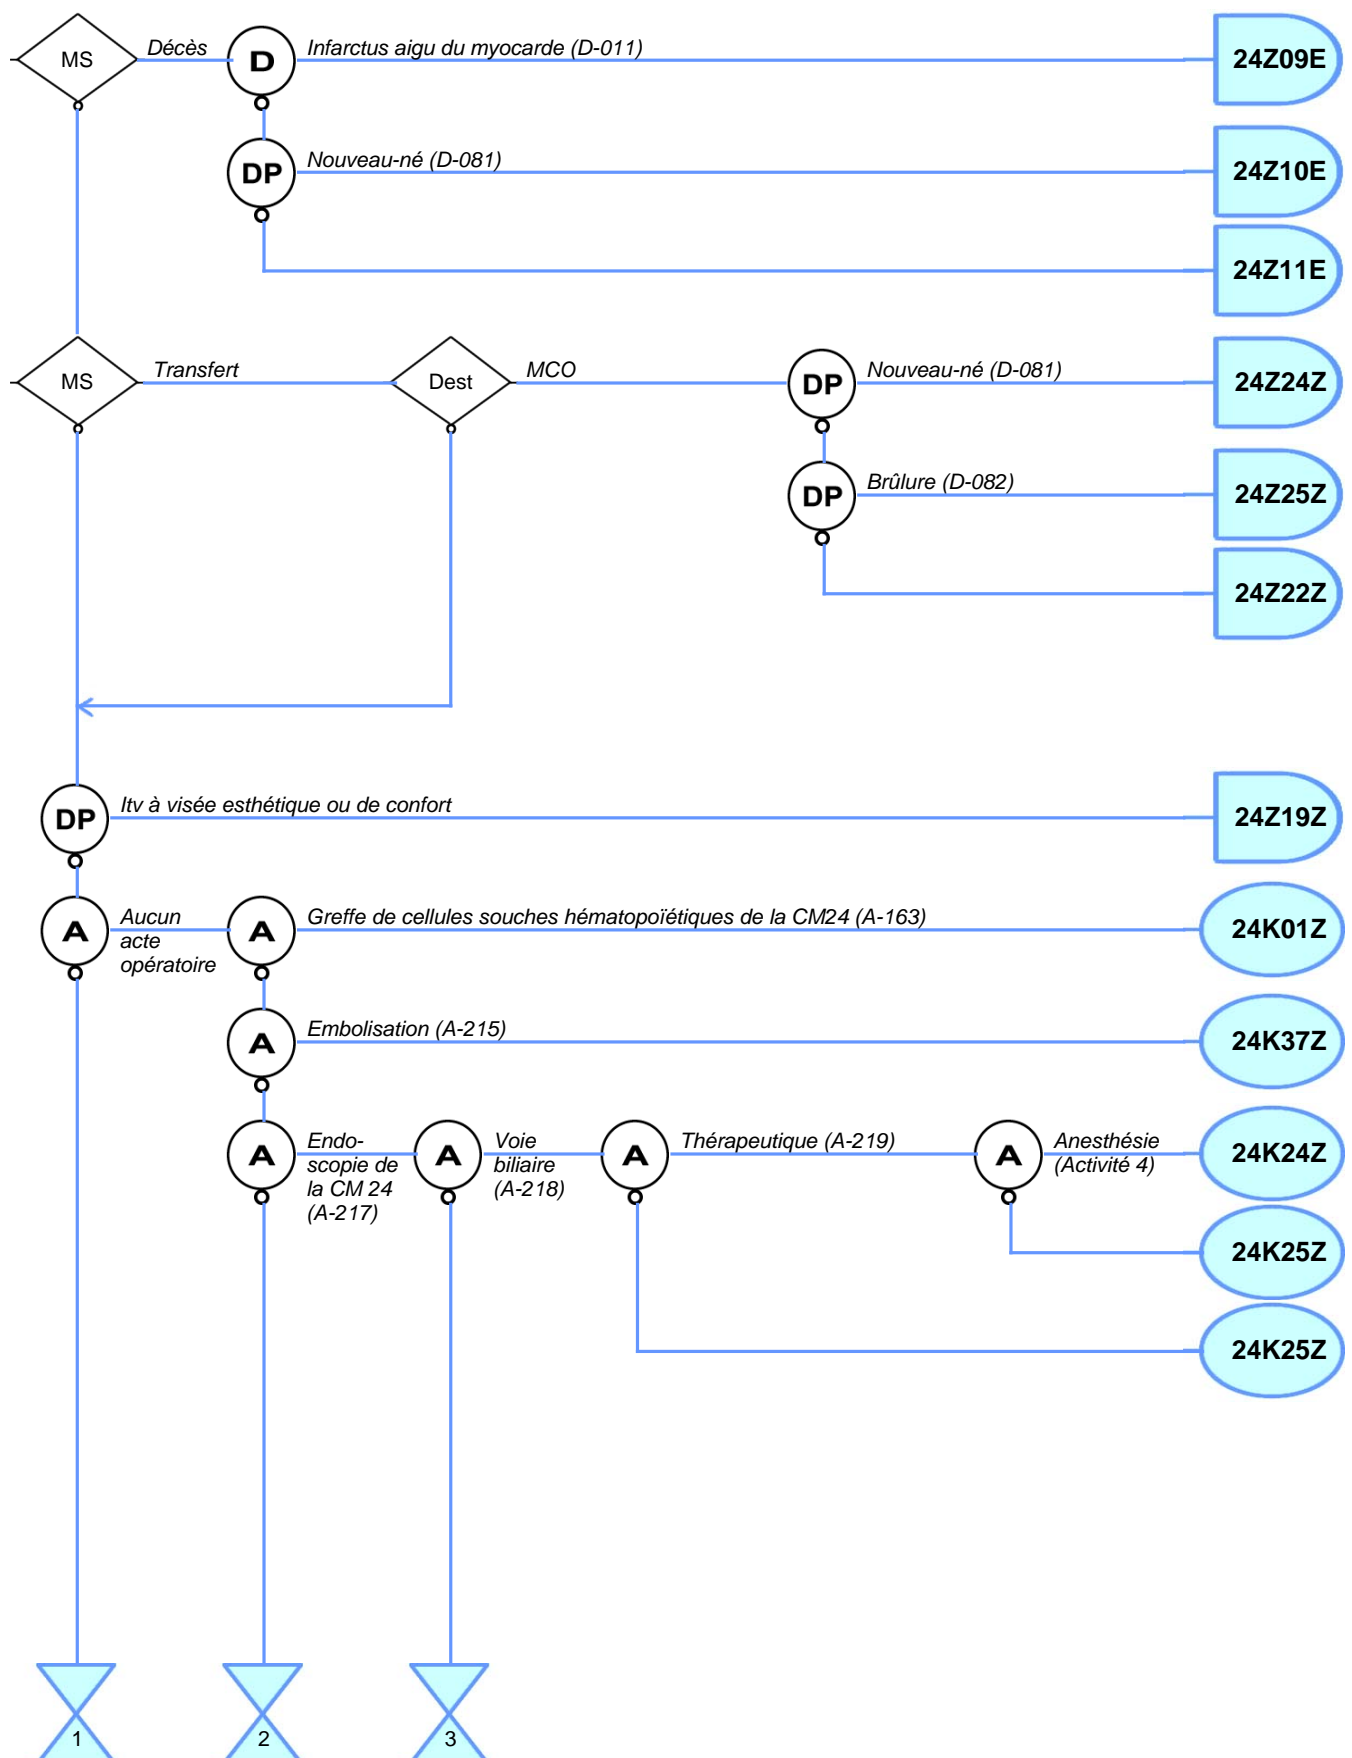 MS
Décès
D
Infarctus aigu du myocarde (D-011)
24Z09E
DP
Nouveau-né (D-081)
24Z10E
24Z11E
MS
Transfert
Dest
MCO
DP
Nouveau-né (D-081)
24Z24Z
DP
Brûlure (D-082)
24Z25Z
24Z22Z
DP
Itv à visée esthétique ou de confort
24Z19Z
A
Aucun
acte
opératoire
A
Greffe de cellules souches hématopoïétiques de la CM24 (A-163)
24K01Z
A
Embolisation (A-215)
24K37Z
A
Endo-
scopie de
la CM 24
(A-217)
A
Voie
biliaire
(A-218)
A
Thérapeutique (A-219)
A
Anesthésie
(Activité 4)
24K24Z
24K25Z
24K25Z
1
2
3